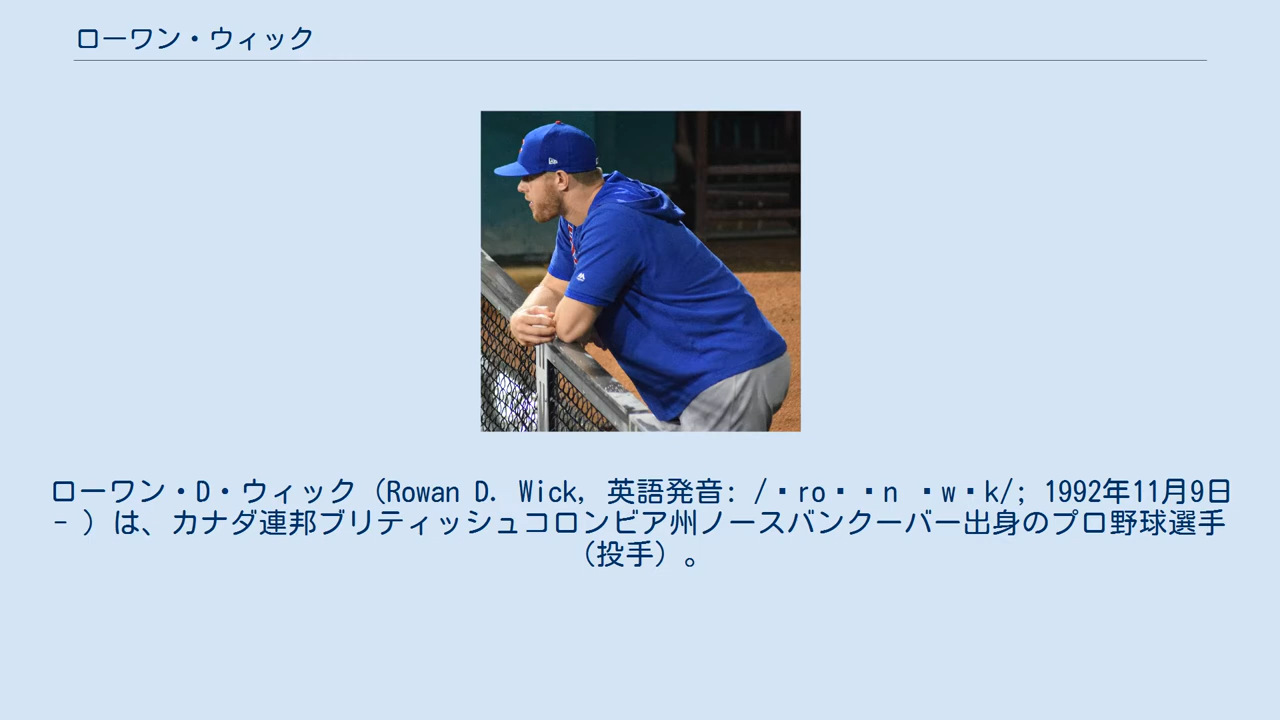 ローワン・ウィック
ローワン・D・ウィック（Rowan D. Wick, 英語発音: /・ro・・n ・w・k/; 1992年11月9日
- ）は、カナダ連邦ブリティッシュコロンビア州ノースバンクーバー出身のプロ野球選手
（投手）。